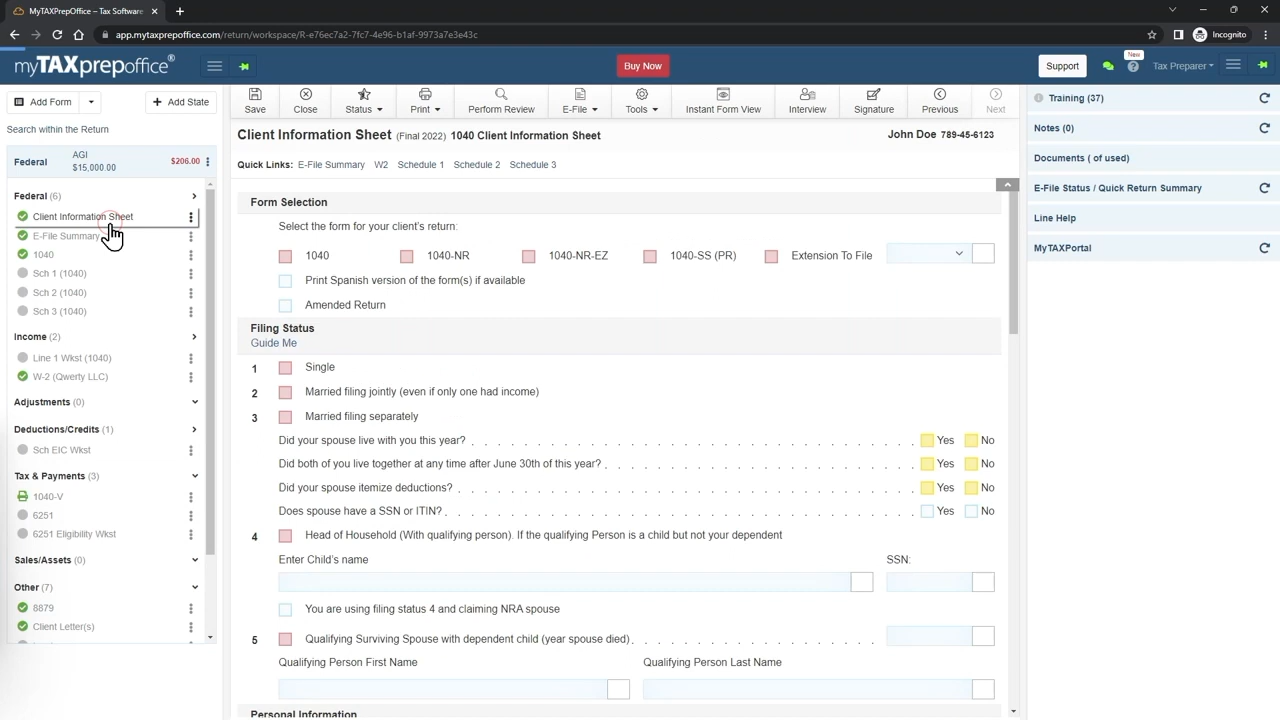 MyTAXPrepOffice – Tax Software
Incognito
app.mytaxprepoffice.com/return/workspace/R-e76ec7a2-7fc7-4e96-b1af-9973a7e3e43c
myTAXprepoffice®
Buy Now
Support
New
Tax Preparer
Add Form
Add State
Search within the Return
Federal
AGI
$15,000.00
$206.00
Federal (6)
Client Information Sheet
E-File Summary
1040
Sch 1 (1040)
Sch 2 (1040)
Sch 3 (1040)
Income (2)
Line 1 Wkst (1040)
W-2 (Qwerty LLC)
Adjustments (0)
Deductions/Credits (1)
Sch EIC Wkst
Tax & Payments (3)
1040-V
6251
6251 Eligibility Wkst
Sales/Assets (0)
Other (7)
8879
Client Letter(s)
Save
Close
Status
Print
Perform Review
E-File
Tools
Instant Form View
Interview
Signature
Previous
Next
Client Information Sheet (Final 2022) 1040 Client Information Sheet
John Doe 789-45-6123
Quick Links: E-File Summary W2 Schedule 1 Schedule 2 Schedule 3
Form Selection
Select the form for your client's return:
1040 1040-NR 1040-NR-EZ 1040-SS (PR) Extension To File
Print Spanish version of the form(s) if available
Amended Return
Filing Status
Guide Me
1 Single
2 Married filing jointly (even if only one had income)
3 Married filing separately
Did your spouse live with you this year? Yes No
Did both of you live together at any time after June 30th of this year? Yes No
Did your spouse itemize deductions? Yes No
Does spouse have a SSN or ITIN? Yes No
4 Head of Household (With qualifying person). If the qualifying Person is a child but not your dependent
Enter Child's name SSN:
You are using filing status 4 and claiming NRA spouse
5 Qualifying Surviving Spouse with dependent child (year spouse died)
Qualifying Person First Name Qualifying Person Last Name
Personal Information
Training (37)
Notes (0)
Documents ( of used)
E-File Status / Quick Return Summary
Line Help
MyTAXPortal